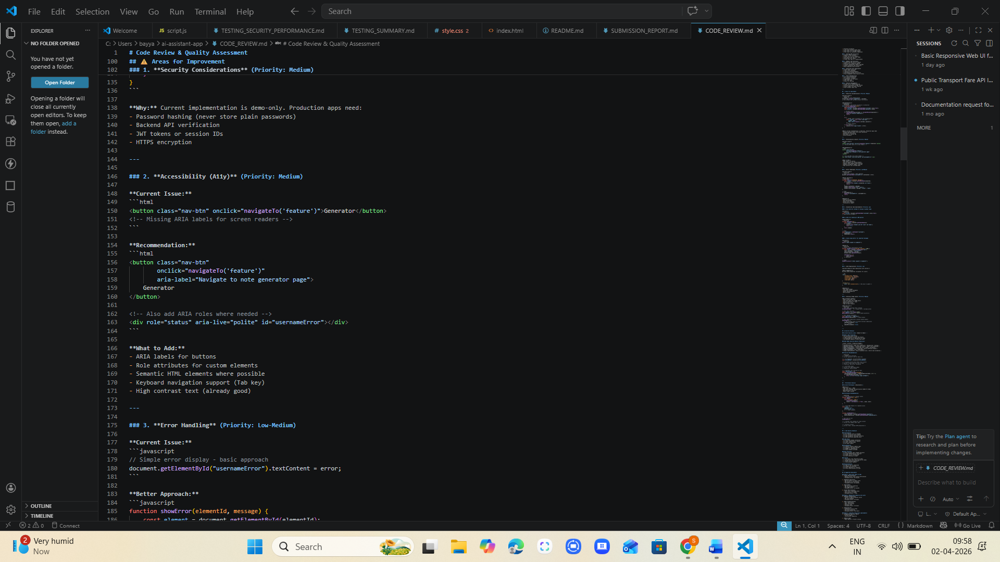 File Edit Selection View Go Run Terminal Help
Search
EXPLORER
NO FOLDER OPENED
You have not yet
opened a folder.
Open Folder
Opening a folder will
close all currently
open editors. To keep
them open, add a
folder instead.
OUTLINE
TIMELINE
Welcome
JS script.js
TESTING_SECURITY_PERFORMANCE.md
TESTING_SUMMARY.md
# style.css 2
<> index.html
README.md
SUBMISSION_REPORT.md
CODE_REVIEW.md
C: > Users > bayya > ai-assistant-app > CODE_REVIEW.md > abc # Code Review & Quality Assessment
1 # Code Review & Quality Assessment
100 ## ⚠️ Areas for Improvement
102 ### 1. **Security Considerations** (Priority: Medium)
135 }
136 ```
137
138 **Why:** Current implementation is demo-only. Production apps need:
139 - Password hashing (never store plain passwords)
140 - Backend API verification
141 - JWT tokens or session IDs
142 - HTTPS encryption
143
144 ---
145
146 ### 2. **Accessibility (A11y)** (Priority: Medium)
147
148 **Current Issue:**
149 ```html
150 <button class="nav-btn" onclick="navigateTo('feature')">Generator</button>
151 <!-- Missing ARIA labels for screen readers -->
152 ```
153
154 **Recommendation:**
155 ```html
156 <button class="nav-btn"
157 onclick="navigateTo('feature')"
158 aria-label="Navigate to note generator page">
159 Generator
160 </button>
161
162 <!-- Also add ARIA roles where needed -->
163 <div role="status" aria-live="polite" id="usernameError"></div>
164 ```
165
166 **What to Add:**
167 - ARIA labels for buttons
168 - Role attributes for custom elements
169 - Semantic HTML elements where possible
170 - Keyboard navigation support (Tab key)
171 - High contrast text (already good)
172
173 ---
174
175 ### 3. **Error Handling** (Priority: Low-Medium)
176
177 **Current Issue:**
178 ```javascript
179 // Simple error display - basic approach
180 document.getElementById("usernameError").textContent = error;
181 ```
182
183 **Better Approach:**
184 ```javascript
185 function showError(elementId, message) {
186 const element = document.getElementById(elementId);
SESSIONS
Basic Responsive Web UI f...
1 day ago
Public Transport Fare API I...
1 wk ago
Documentation request fo...
1 mo ago
MORE 1
Tip: Try the Plan agent to
research and plan before
implementing changes.
CODE_REVIEW.md
Describe what to build
Auto
L...
Default Ap...
2 0 Connect
Ln 1, Col 1 Spaces: 4 UTF-8 CRLF { } Markdown Go Live
2
Very humid
Now
Search
S
W
ENG
IN
09:58
02-04-2026